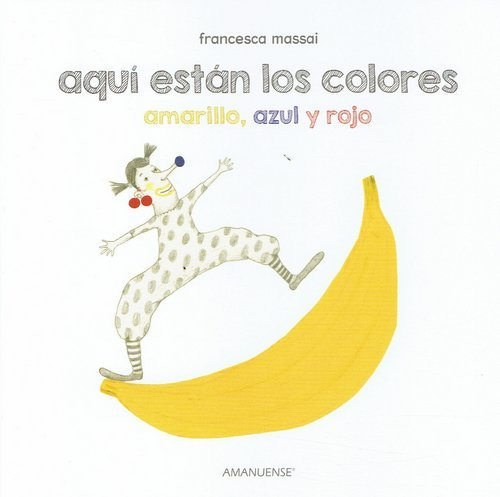 francesca massai
aquí están los colores
amarillo, azul y rojo
AMANUENSE®